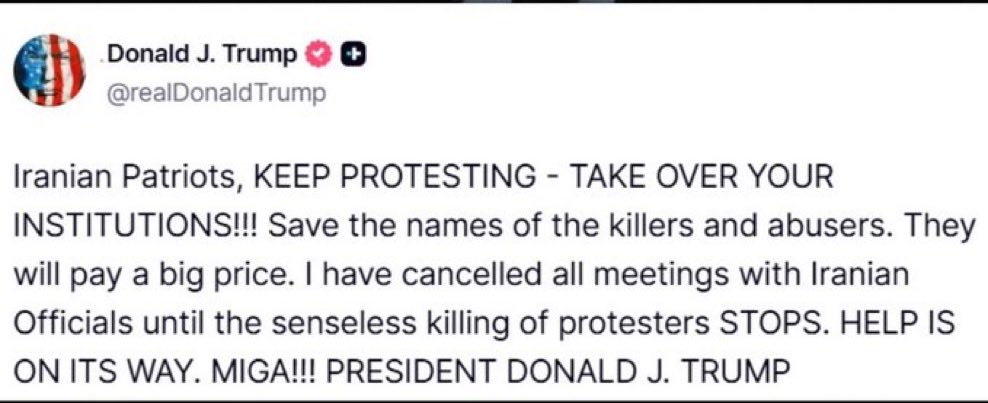 Donald J. Trump
@realDonaldTrump
Iranian Patriots, KEEP PROTESTING - TAKE OVER YOUR
INSTITUTIONS!!! Save the names of the killers and abusers. They
will pay a big price. I have cancelled all meetings with Iranian
Officials until the senseless killing of protesters STOPS. HELP IS
ON ITS WAY. MIGA!!! PRESIDENT DONALD J. TRUMP